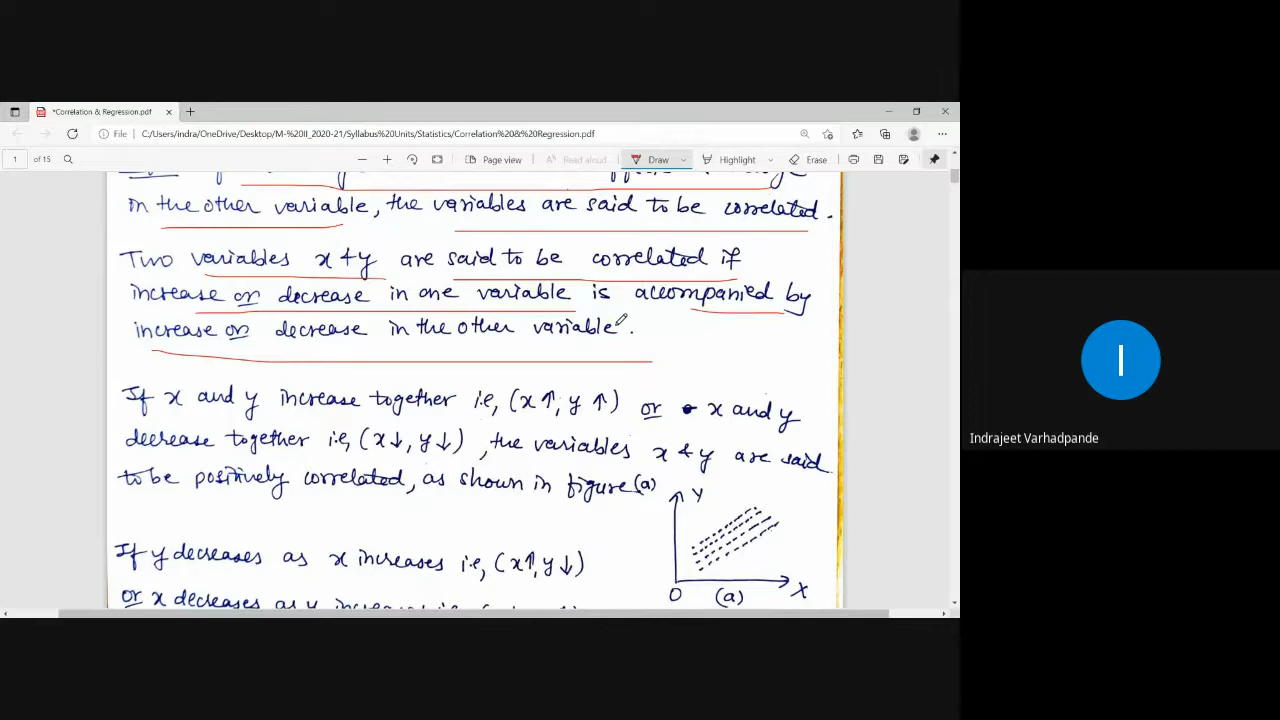 *Correlation & Regression.pdf
File C:/Users/indra/OneDrive/Desktop/M-%20II_2020-21/Syllabus%20Units/Statistics/Correlation%20&%20Regression.pdf
1 of 15 Page view Read aloud Draw Highlight Erase
in the other variable, the variables are said to be correlated.
Two variables x & y are said to be correlated if
increase or decrease in one variable is accompanied by
increase or decrease in the other variable.
If x and y increase together i.e, (x↑, y↑) or x and y
decrease together i.e, (x↓, y↓), the variables x & y are said
to be positively correlated, as shown in figure (a)
Y
If y decreases as x increases i.e, (x↑, y↓)
or x decreases as y increases i.e,
O (a) X
I
Indrajeet Varhadpande